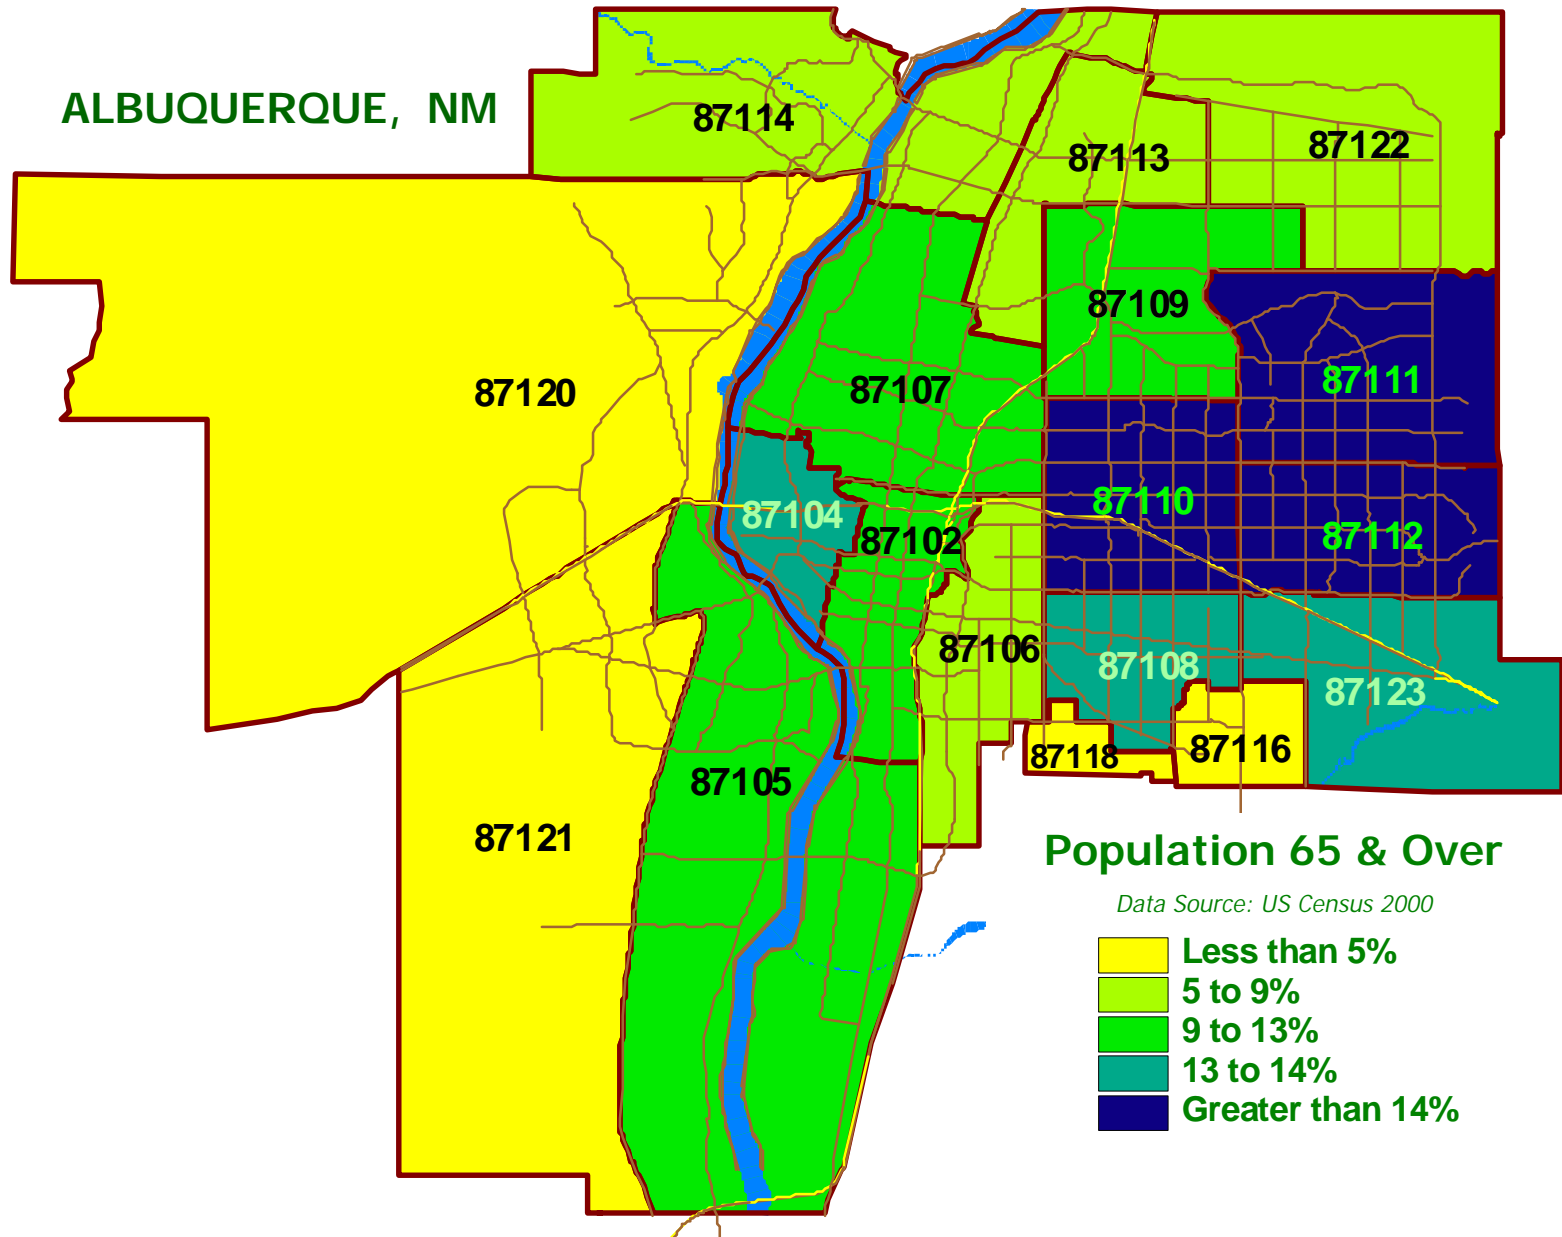 ALBUQUERQUE, NM
87114
87113
87122
87109
87120
87107
87111
87110
87104
87102
87112
87106
87108
87123
87116
87118
87105
87121
Population 65 & Over
Data Source: US Census 2000
Less than 5%
5 to 9%
9 to 13%
13 to 14%
Greater than 14%